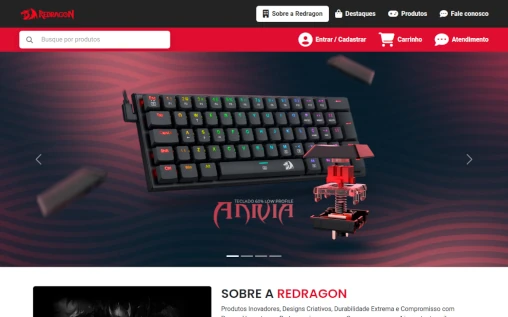 REDRAGON
Sobre a Redragon
Destaques
Produtos
Fale conosco
Busque por produtos
Entrar / Cadastrar
Carrinho
Atendimento
TECLADO 60% LOW PROFILE
ANIVIA
SOBRE A REDRAGON
Produtos Inovadores, Designs Criativos, Durabilidade Extrema e Compromisso com